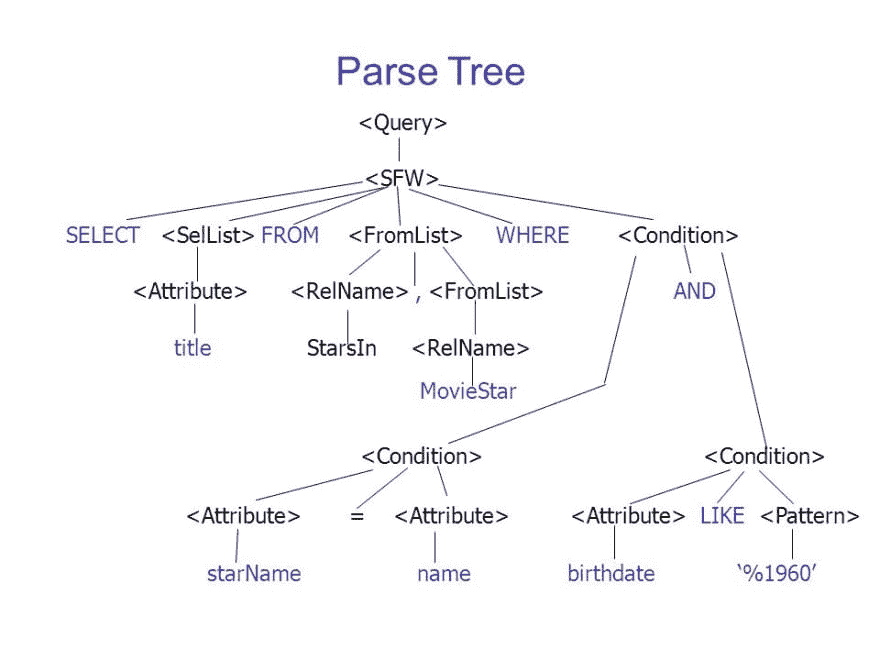 Parse Tree
<Query>
<SFW>
SELECT <SelList> FROM <FromList> WHERE <Condition>
<Attribute> <RelName> , <FromList> AND
title StarsIn <RelName>
MovieStar
<Condition> <Condition>
<Attribute> = <Attribute> <Attribute> LIKE <Pattern>
starName name birthdate ‘%1960’